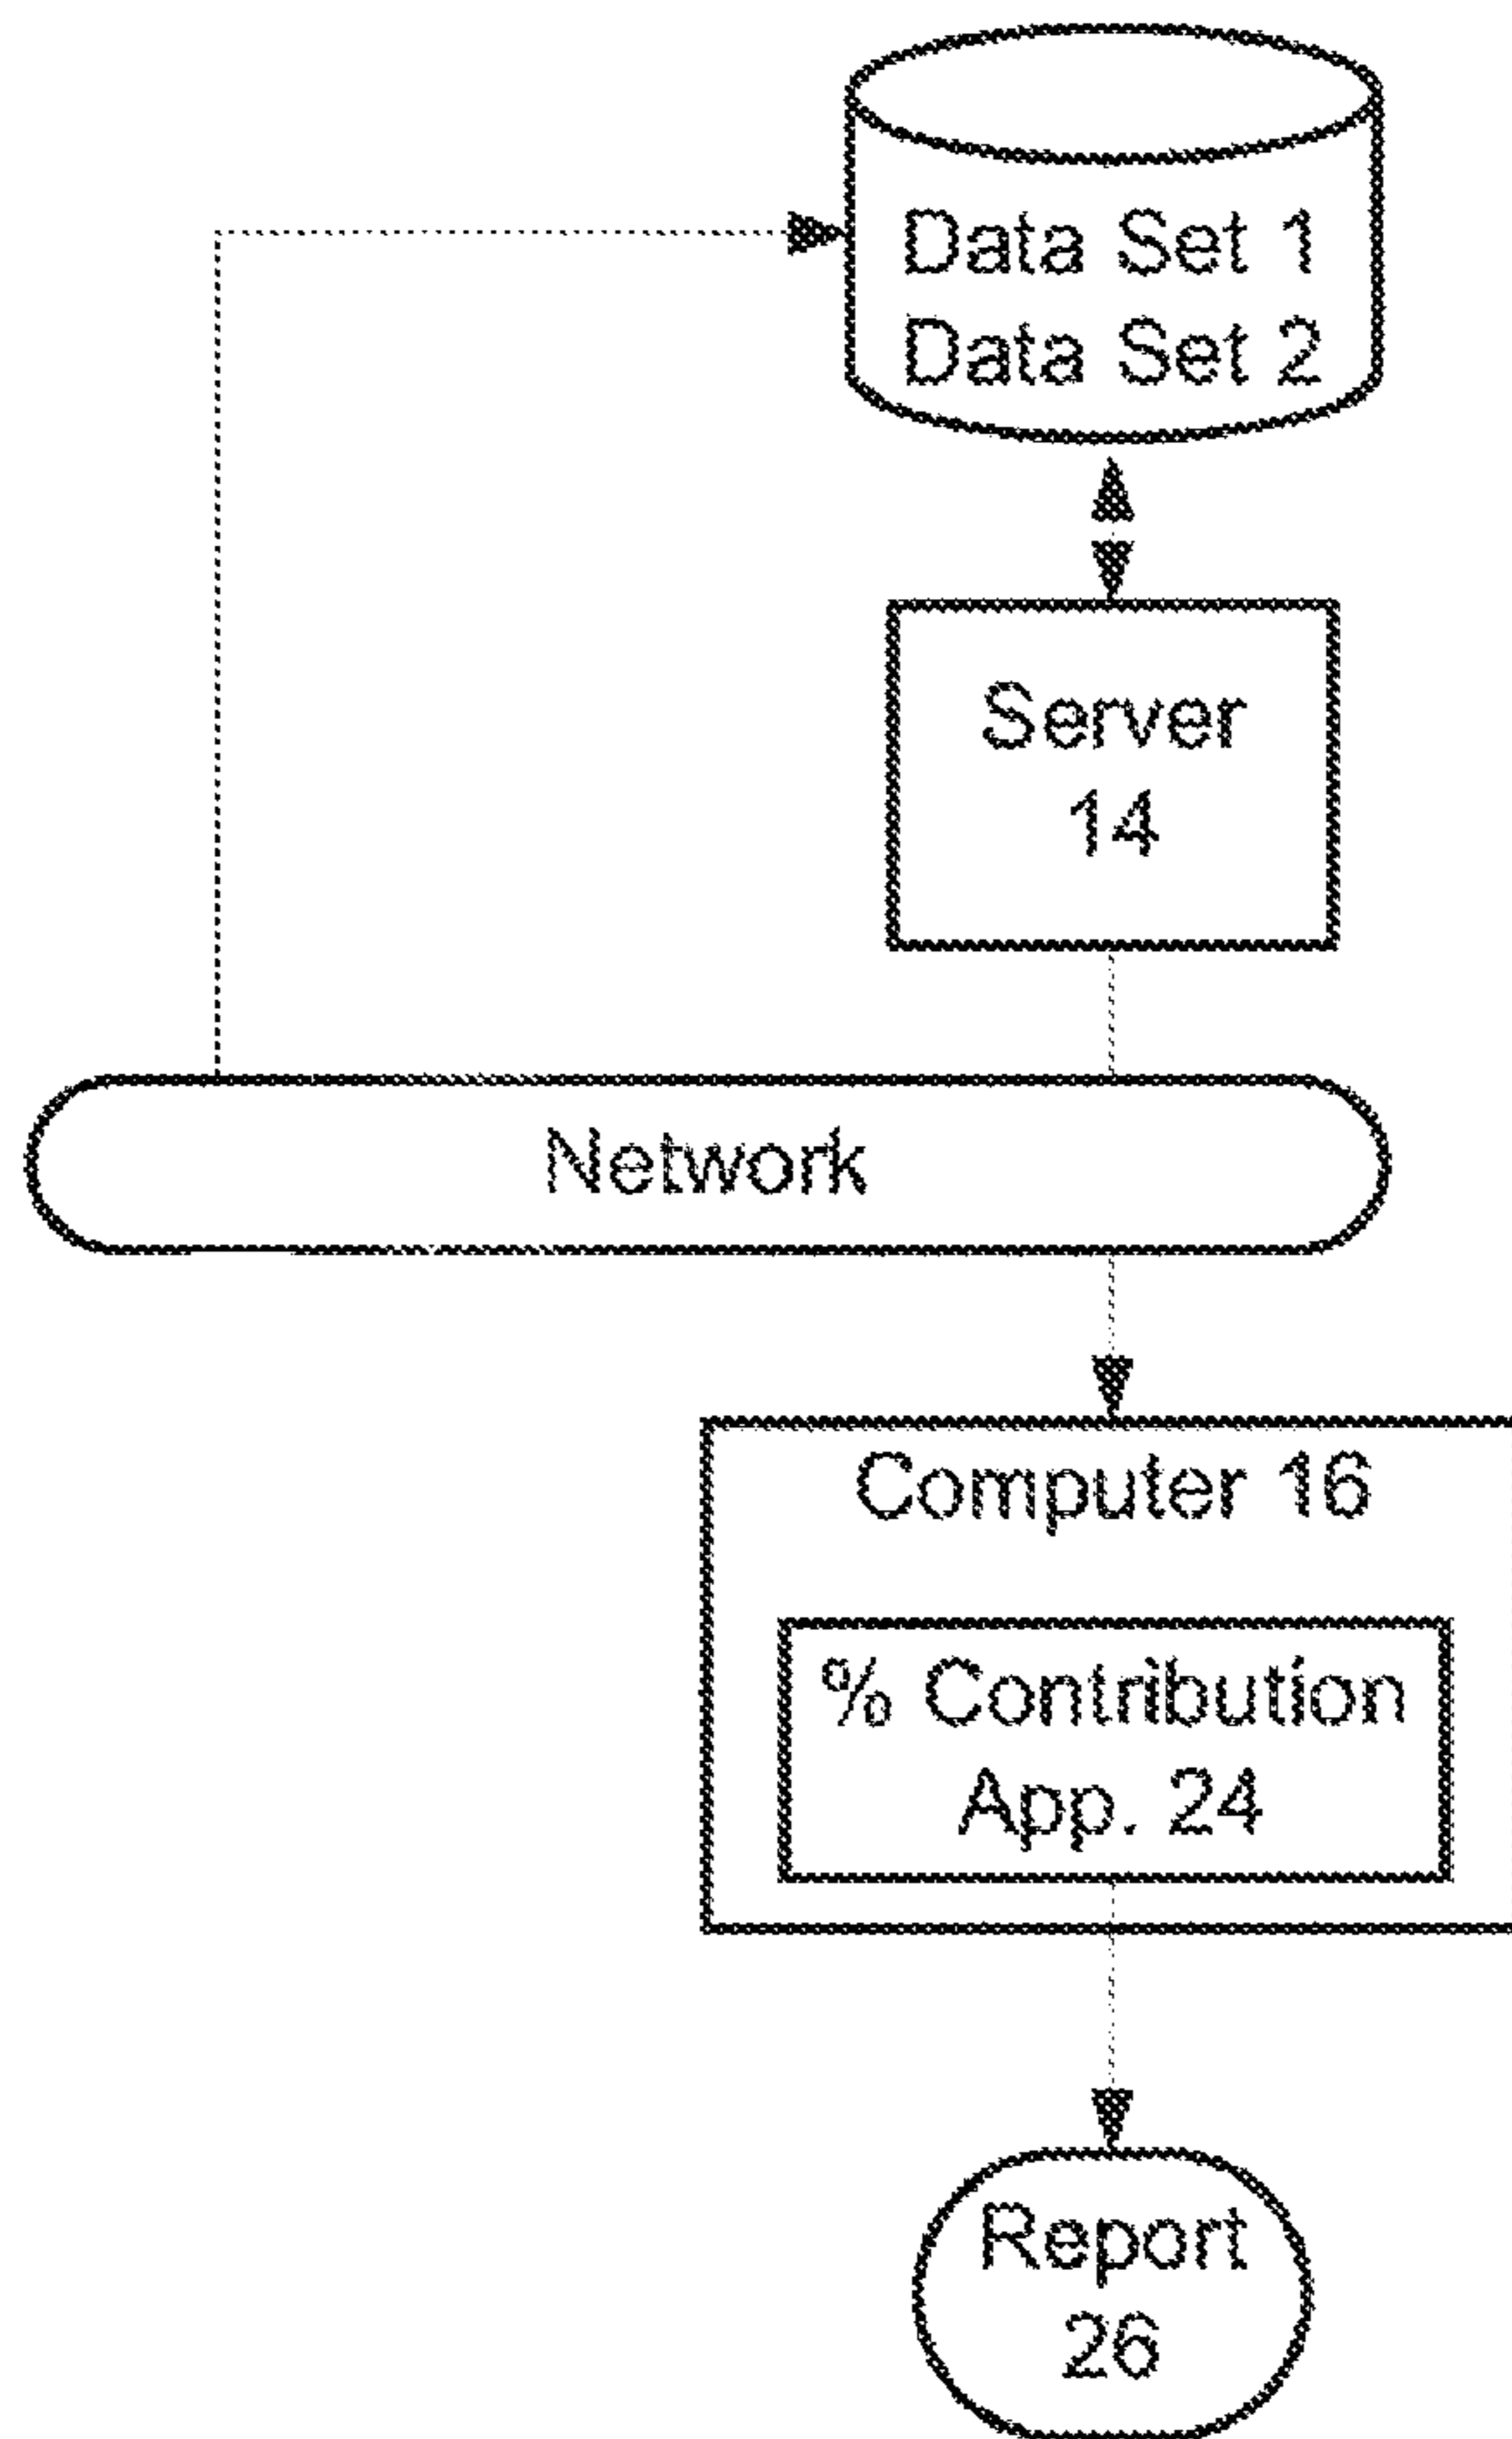 Data Set 1
Data Set 2
Server
14
Network
Computer 16
% Contribution
App. 24
Report
26